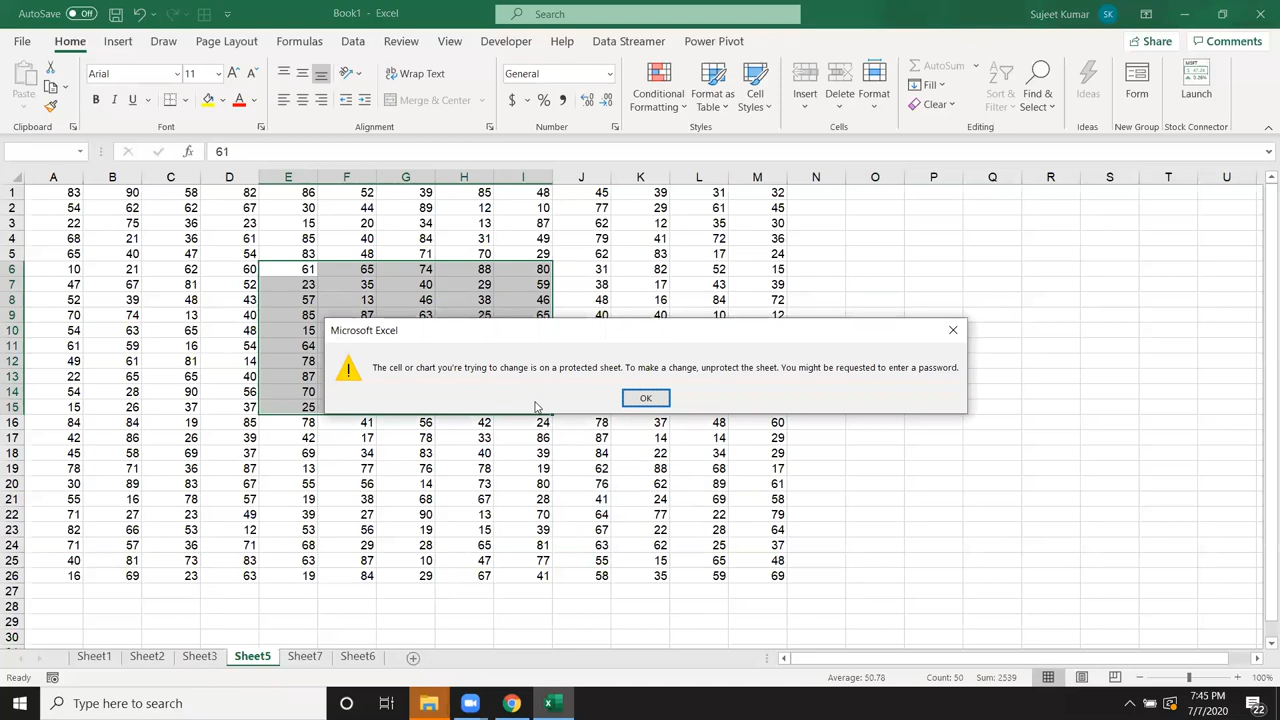 AutoSave Off Book1 - Excel Search Sujeet Kumar SK
File Home Insert Draw Page Layout Formulas Data Review View Developer Help Data Streamer Power Pivot Share Comments
Paste Arial 11 Wrap Text General Conditional Formatting Format as Table Cell Styles Insert Delete Format AutoSum Fill Clear Sort & Filter Find & Select Ideas Form Launch
B I U Merge & Center $ %
Clipboard Font Alignment Number Styles Cells Editing Ideas New Group Stock Connector
fx 61
A B C D E F G H I J K L M N O P Q R S T U
1 83 90 58 82 86 52 39 85 48 45 39 31 32
2 54 62 62 67 30 44 89 12 10 77 29 61 45
3 22 75 36 23 15 20 34 13 87 62 12 35 30
4 68 21 36 61 85 40 84 31 49 79 41 72 36
5 65 40 47 54 83 48 71 70 29 62 83 17 24
6 10 21 62 60 61 65 74 88 80 31 82 52 15
7 47 67 81 52 23 35 40 29 59 38 17 43 39
8 52 39 48 43 57 13 46 38 46 48 16 84 72
9 70 74 13 40 85 87 63 25 65 40 40 10 12
10 54 63 65 48 15
11 61 59 16 54 64
12 49 61 81 14 78
13 22 65 65 40 87
14 54 28 90 56 70
15 15 26 37 37 25
Microsoft Excel
The cell or chart you're trying to change is on a protected sheet. To make a change, unprotect the sheet. You might be requested to enter a password.
OK
16 84 84 19 85 78 41 56 42 24 78 37 48 60
17 42 86 26 39 42 17 78 33 86 87 14 14 29
18 45 58 69 37 69 34 83 40 39 84 22 34 29
19 78 71 36 87 13 77 76 78 19 62 88 68 17
20 30 89 83 67 55 56 14 73 80 76 62 89 61
21 55 16 78 57 19 38 68 67 28 41 24 69 58
22 71 27 23 49 39 27 90 13 70 64 77 22 79
23 82 66 53 12 53 56 19 15 39 67 22 28 64
24 71 57 36 71 68 29 28 65 81 63 62 25 37
25 40 81 73 83 63 87 10 47 77 55 15 65 48
26 16 69 23 63 19 84 29 67 41 58 35 59 69
27
28
29
30
Sheet1 Sheet2 Sheet3 Sheet5 Sheet7 Sheet6
Ready Average: 50.78 Count: 50 Sum: 2539 100%
Type here to search 7:45 PM
7/7/2020 22